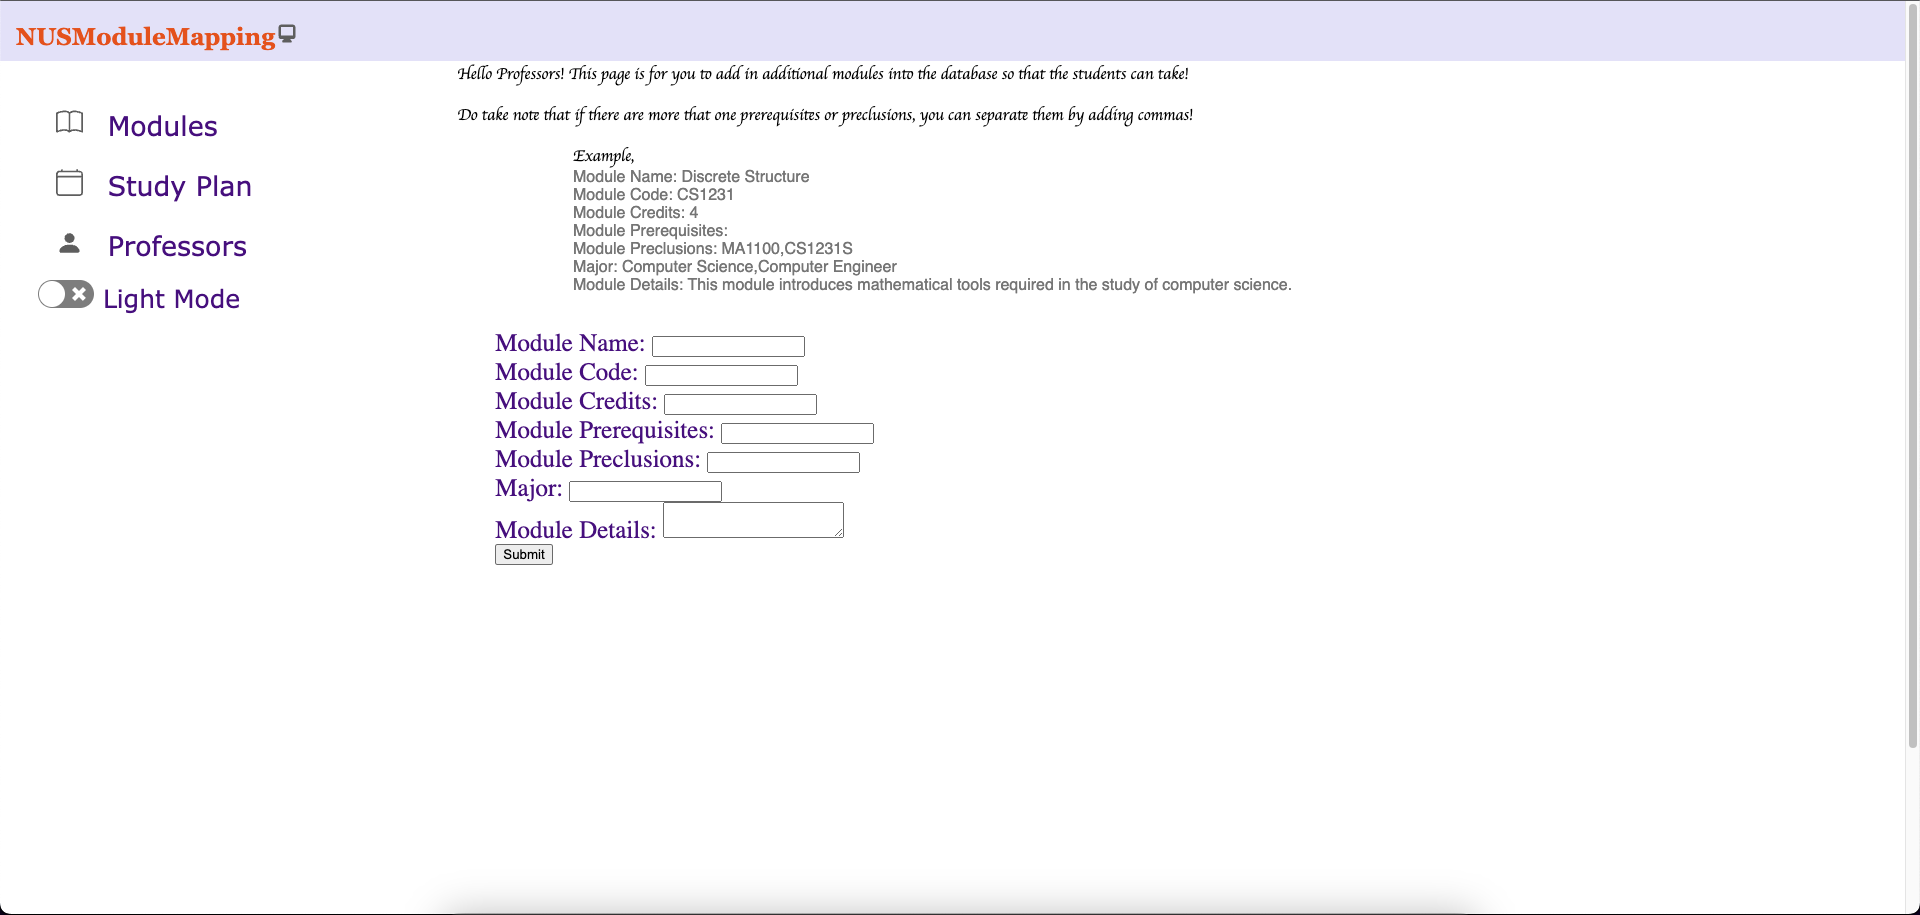 NUSModuleMapping
Modules
Study Plan
Professors
Light Mode
Hello Professors! This page is for you to add in additional modules into the database so that the students can take!
Do take note that if there are more that one prerequisites or preclusions, you can separate them by adding commas!
Example,
Module Name: Discrete Structure
Module Code: CS1231
Module Credits: 4
Module Prerequisites:
Module Preclusions: MA1100,CS1231S
Major: Computer Science,Computer Engineer
Module Details: This module introduces mathematical tools required in the study of computer science.
Module Name:
Module Code:
Module Credits:
Module Prerequisites:
Module Preclusions:
Major:
Module Details:
Submit